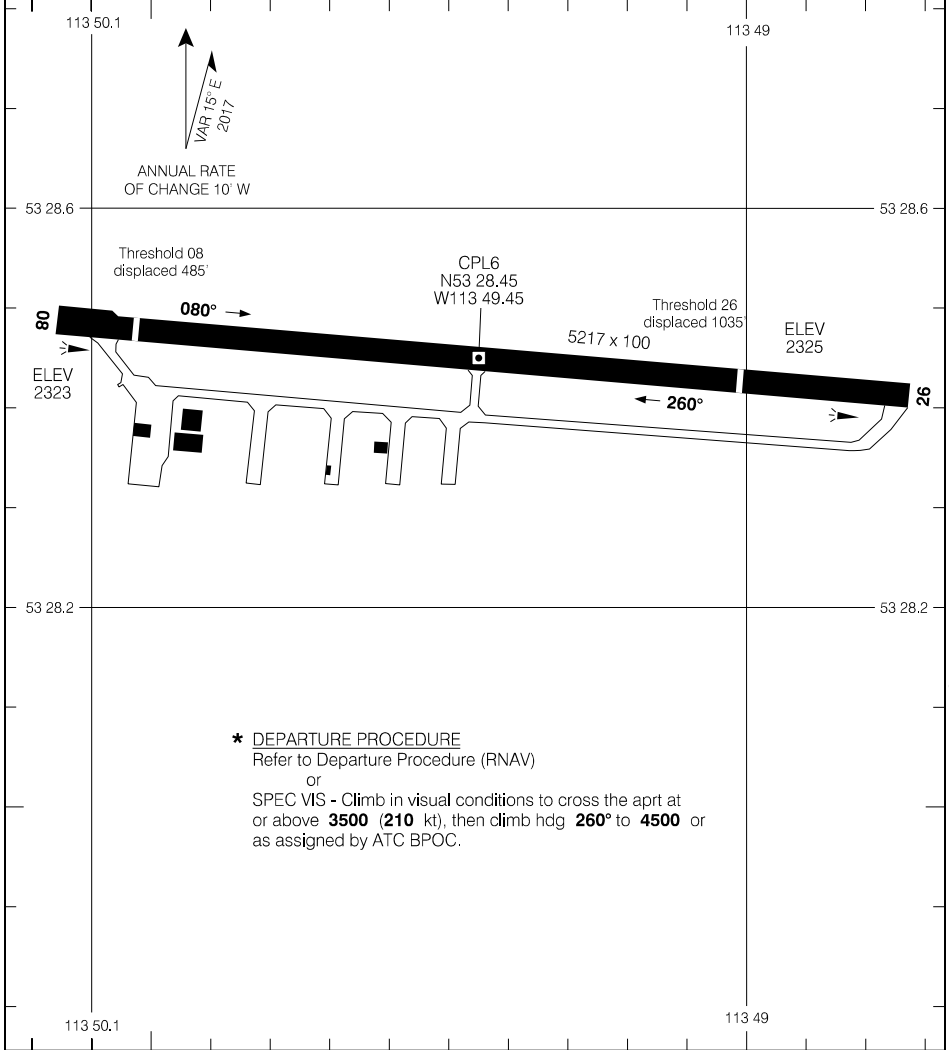 113 50.1
113 49
VAR 15° E
2017
ANNUAL RATE
OF CHANGE 10' W
53 28.6
53 28.6
Threshold 08
displaced 485'
CPL6
N53 28.45
W113 49.45
080°
Threshold 26
displaced 1035'
08
5217 x 100
ELEV
2325
ELEV
2323
260°
26
53 28.2
53 28.2
* DEPARTURE PROCEDURE
Refer to Departure Procedure (RNAV)
or
SPEC VIS - Climb in visual conditions to cross the aprt at
or above 3500 (210 kt), then climb hdg 260° to 4500 or
as assigned by ATC BPOC.
113 50.1
113 49